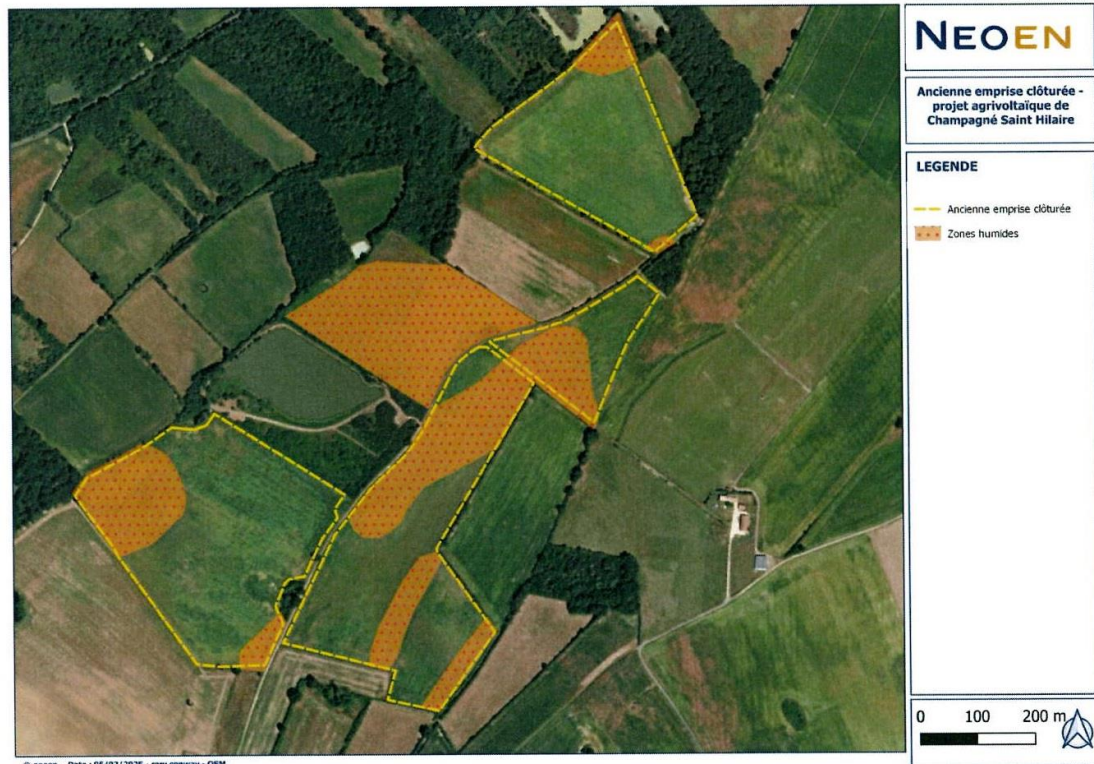 NEOEN
Ancienne emprise clôturée -
projet agrivoltaïque de
Champagné Saint Hilaire
LEGENDE
Ancienne emprise clôturée
Zones humides
0 100 200 m